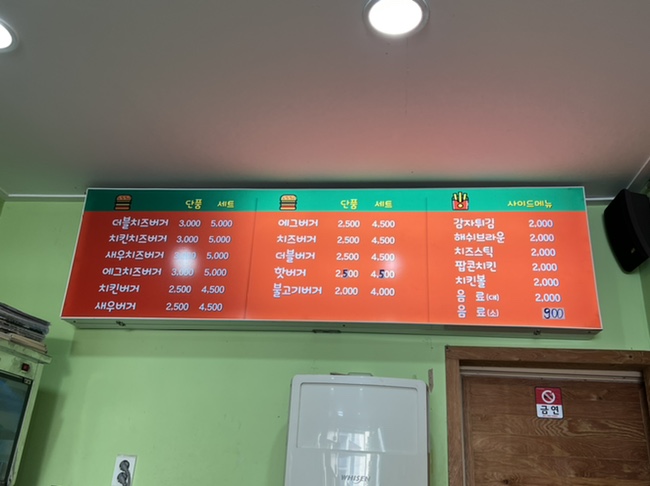 단품 세트
더블치즈버거 3.000 5.000
치킨치즈버거 3.000 5.000
새우치즈버거 3.000 5.000
에그치즈버거 3.000 5.000
치킨버거 2.500 4.500
새우버거 2.500 4.500
단품 세트
에그버거 2.500 4.500
치즈버거 2.500 4.500
더블버거 2.500 4.500
핫버거 2.500 4.500
불고기버거 2.000 4.000
사이드메뉴
감자튀김 2.000
해쉬브라운 2.000
치즈스틱 2.000
팝콘치킨 2.000
치킨볼 2.000
음 료(대) 2.000
음 료(소) 900
금연
WHISEN